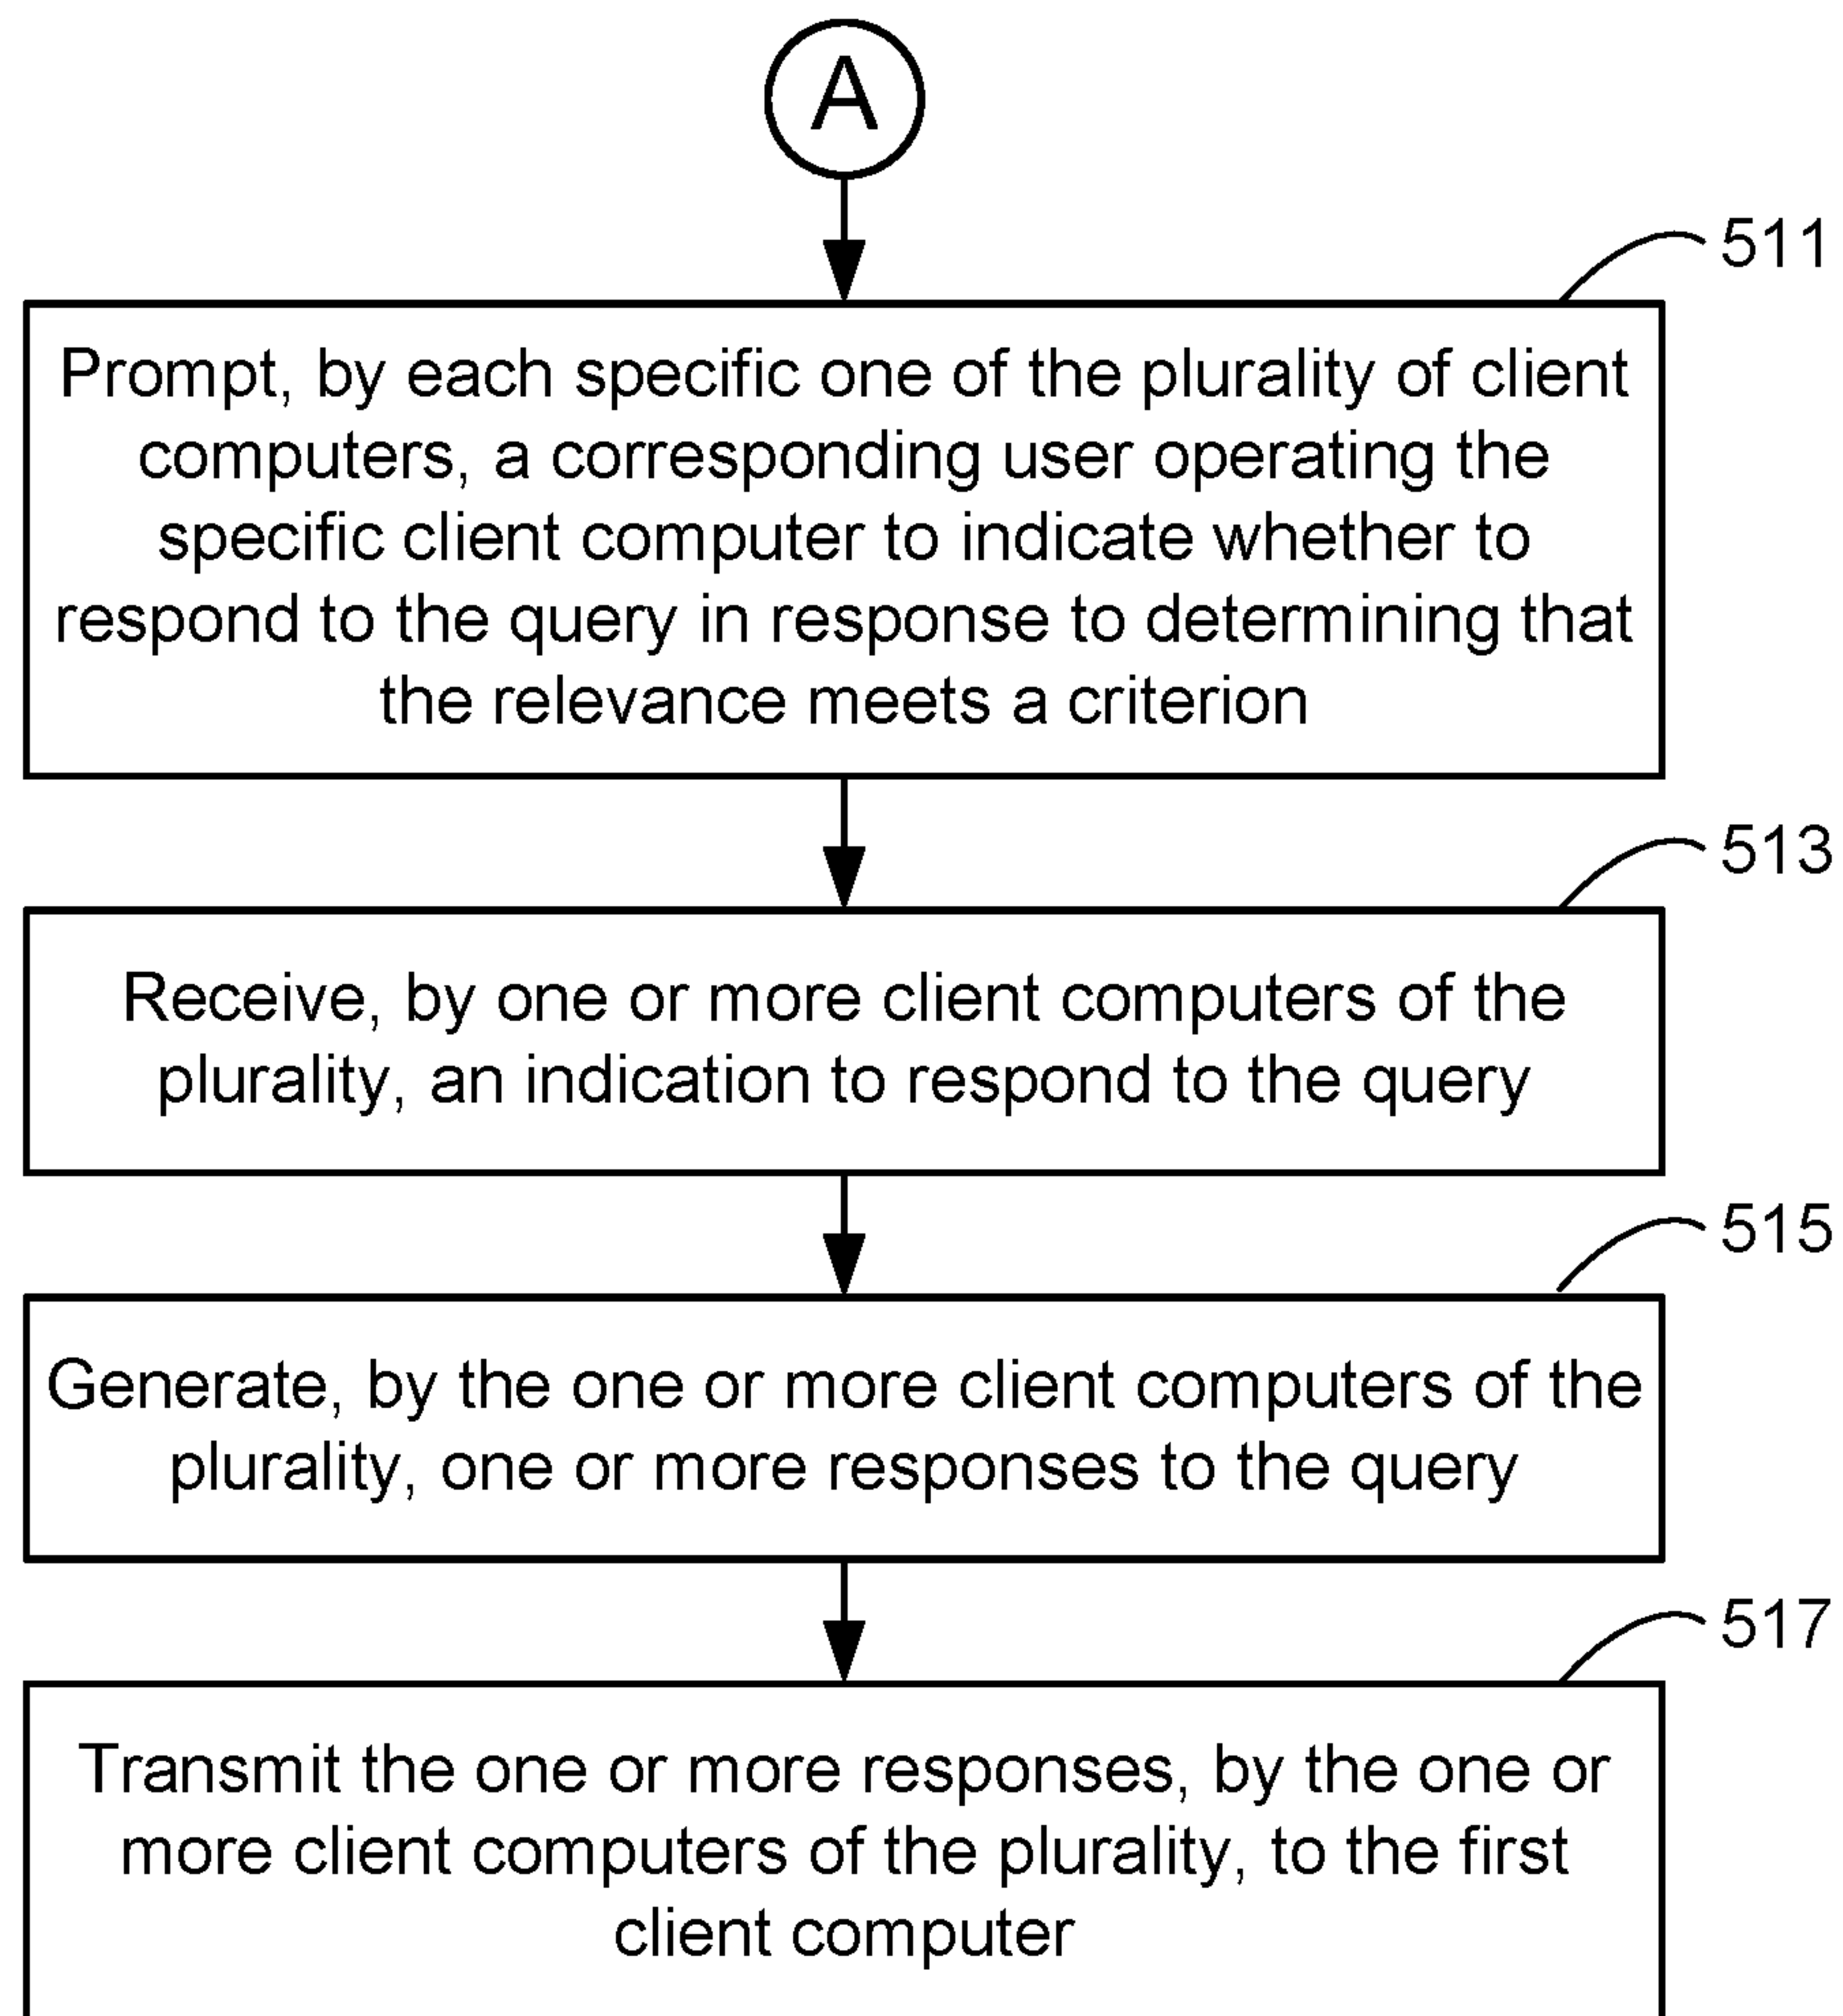 A
511
Prompt, by each specific one of the plurality of client
computers, a corresponding user operating the
specific client computer to indicate whether to
respond to the query in response to determining that
the relevance meets a criterion
513
Receive, by one or more client computers of the
plurality, an indication to respond to the query
515
Generate, by the one or more client computers of the
plurality, one or more responses to the query
517
Transmit the one or more responses, by the one or
more client computers of the plurality, to the first
client computer